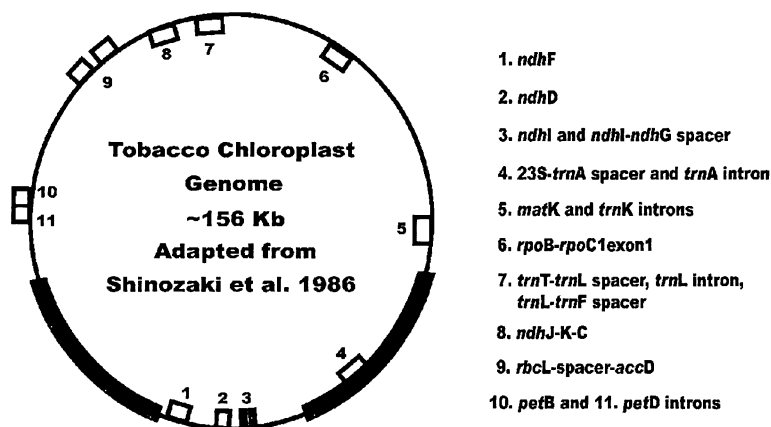 7
8
9
6
Tobacco Chloroplast
Genome
~156 Kb
Adapted from
Shinozaki et al. 1986
10
11
5
4
1
2
3
1. ndhF
2. ndhD
3. ndhI and ndhI-ndhG spacer
4. 23S-trnA spacer and trnA intron
5. matK and trnK introns
6. rpoB-rpoC1exon1
7. trnT-trnL spacer, trnL intron,
trnL-trnF spacer
8. ndhJ-K-C
9. rbcL-spacer-accD
10. petB and 11. petD introns